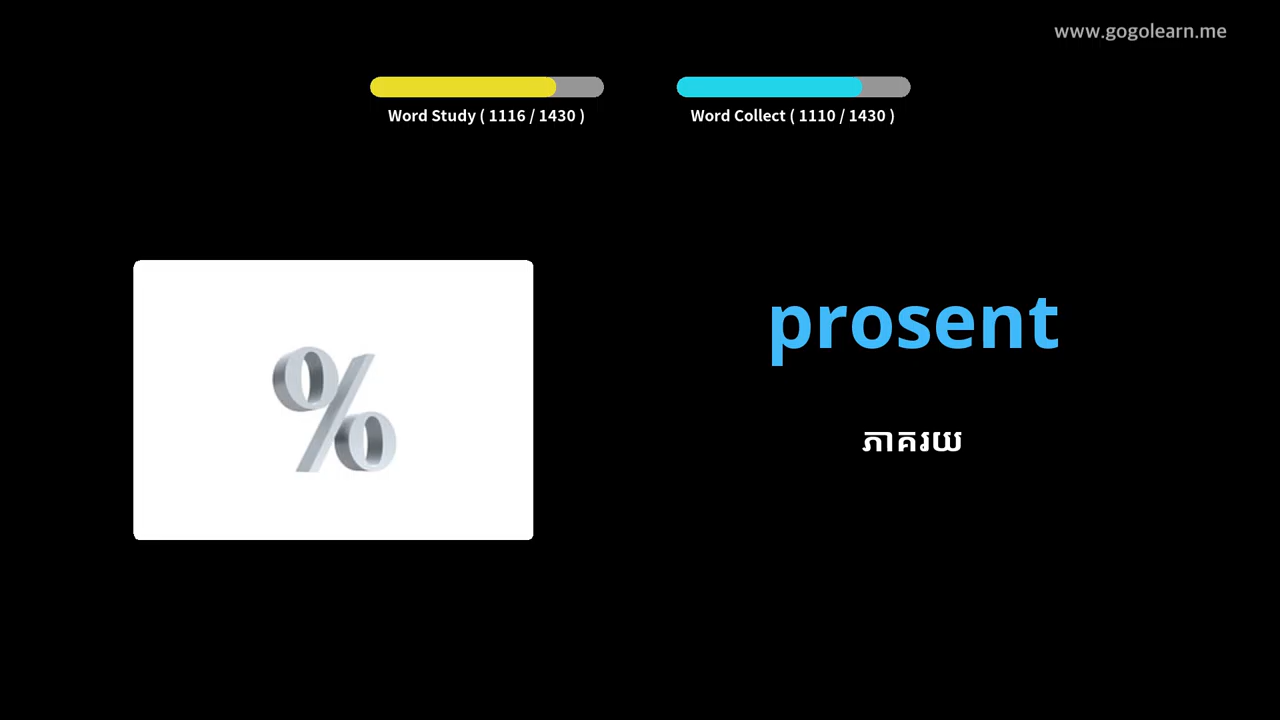 www.gogolearn.me
Word Study ( 1116 / 1430 )
Word Collect ( 1110 / 1430 )
%
prosent
ភាគរយ